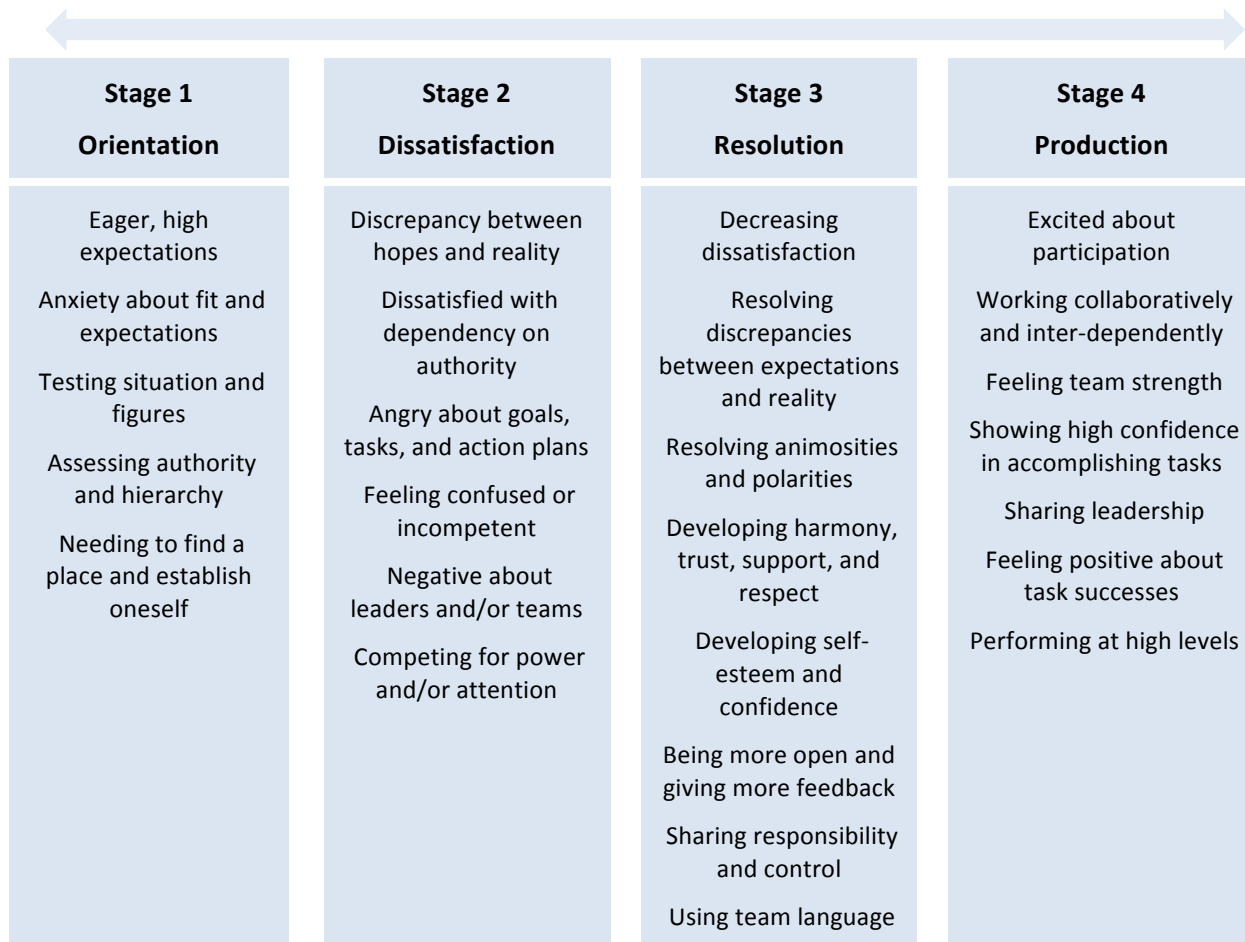 Stage 1
Orientation
Eager, high
expectations
Anxiety about fit and
expectations
Testing situation and
figures
Assessing authority
and hierarchy
Needing to find a
place and establish
oneself
Stage 2
Dissatisfaction
Discrepancy between
hopes and reality
Dissatisfied with
dependency on
authority
Angry about goals,
tasks, and action plans
Feeling confused or
incompetent
Negative about
leaders and/or teams
Competing for power
and/or attention
Stage 3
Resolution
Decreasing
dissatisfaction
Resolving
discrepancies
between expectations
and reality
Resolving animosities
and polarities
Developing harmony,
trust, support, and
respect
Developing self-
esteem and
confidence
Being more open and
giving more feedback
Sharing responsibility
and control
Using team language
Stage 4
Production
Excited about
participation
Working collaboratively
and inter-dependently
Feeling team strength
Showing high confidence
in accomplishing tasks
Sharing leadership
Feeling positive about
task successes
Performing at high levels